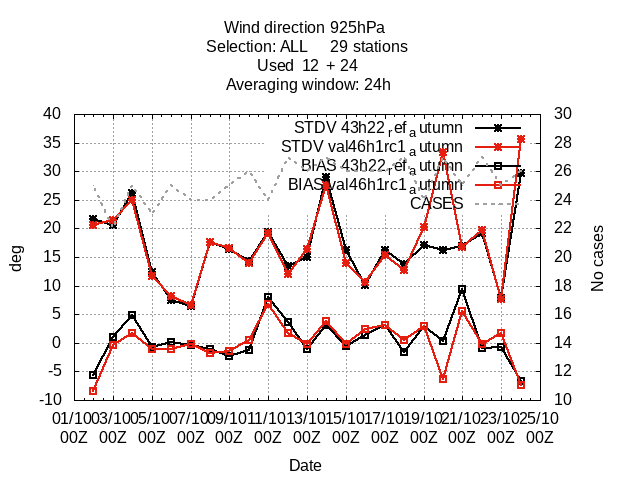 Wind direction 925hPa
Selection: ALL 29 stations
Used 12 + 24
Averaging window: 24h
40 30
35 28
30 26
25 24
20 22
15 20
10 18
5 16
0 14
-5 12
-10 10
STDV 43h22_ref_autumn
STDV val46h1rc1_autumn
BIAS 43h22_ref_autumn
BIAS val46h1rc1_autumn
CASES
deg
No cases
01/10 03/10 05/10 07/10 09/10 11/10 13/10 15/10 17/10 19/10 21/10 23/10 25/10
00Z 00Z 00Z 00Z 00Z 00Z 00Z 00Z 00Z 00Z 00Z 00Z 00Z
Date